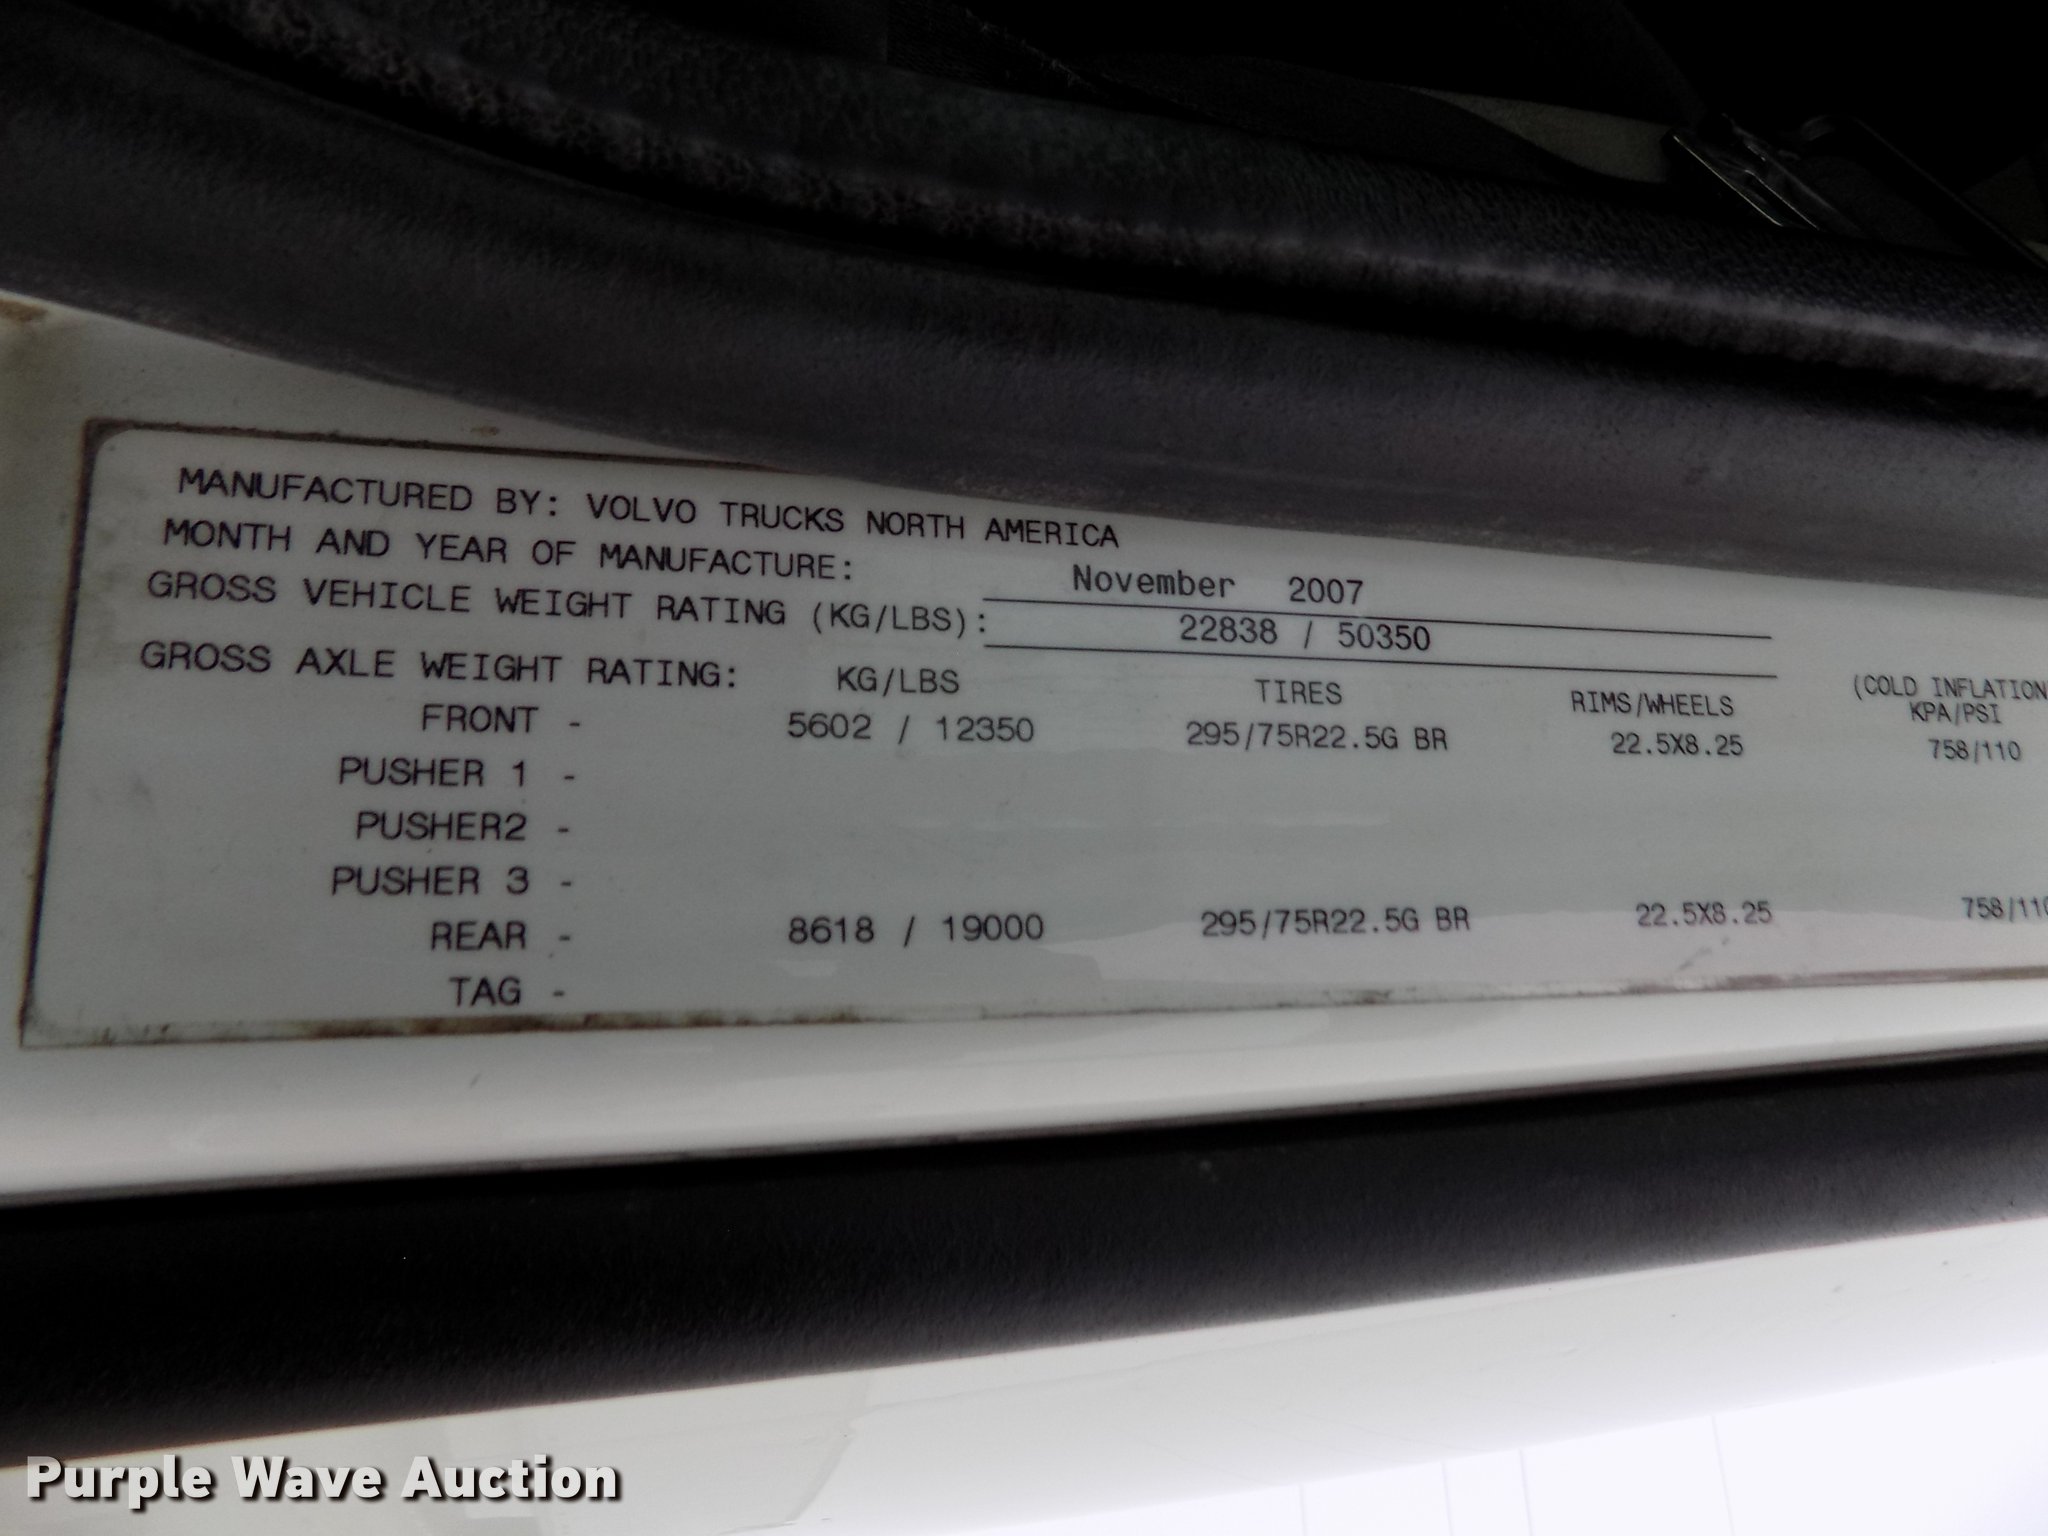 MANUFACTURED BY: VOLVO TRUCKS NORTH AMERICA
MONTH AND YEAR OF MANUFACTURE: November 2007
GROSS VEHICLE WEIGHT RATING (KG/LBS): 22838 / 50350
GROSS AXLE WEIGHT RATING: KG/LBS TIRES RIMS/WHEELS (COLD INFLATION
KPA/PSI
FRONT - 5602 / 12350 295/75R22.5G BR 22.5X8.25 758/110
PUSHER 1 -
PUSHER2 -
PUSHER 3 -
REAR - 8618 / 19000 295/75R22.5G BR 22.5X8.25 758/110
TAG -
Purple Wave Auction